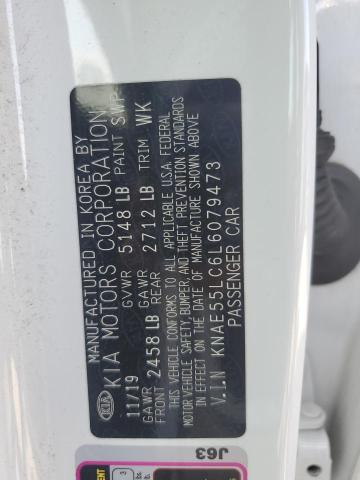 MANUFACTURED IN KOREA BY
KIA KIA MOTORS CORPORATION
11/19 GVWR 5148 LB PAINT SWP
GAWR FRONT 2458 LB GAWR REAR 2712 LB TRIM WK
THIS VEHICLE CONFORMS TO ALL APPLICABLE U.S.A. FEDERAL
MOTOR VEHICLE SAFETY, BUMPER, AND THEFT PREVENTION STANDARDS
IN EFFECT ON THE DATE OF MANUFACTURE SHOWN ABOVE
V.I.N KNAE55LC6L6079473
PASSENGER CAR
J63